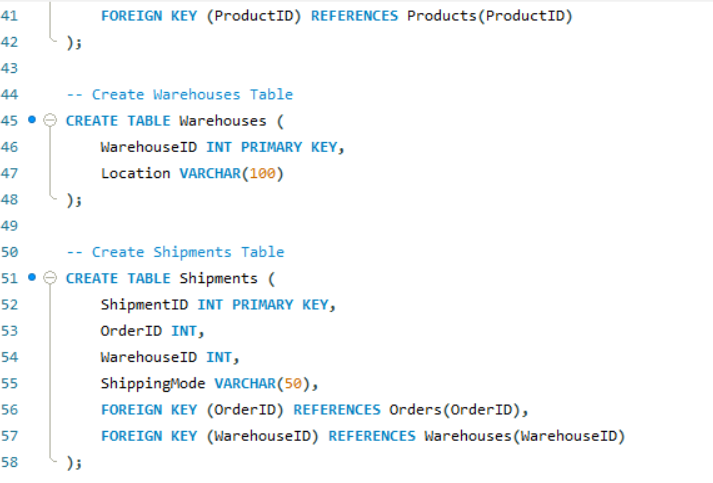 41 FOREIGN KEY (ProductID) REFERENCES Products(ProductID)
42 );
43
44 -- Create Warehouses Table
45 CREATE TABLE Warehouses (
46 WarehouseID INT PRIMARY KEY,
47 Location VARCHAR(100)
48 );
49
50 -- Create Shipments Table
51 CREATE TABLE Shipments (
52 ShipmentID INT PRIMARY KEY,
53 OrderID INT,
54 WarehouseID INT,
55 ShippingMode VARCHAR(50),
56 FOREIGN KEY (OrderID) REFERENCES Orders(OrderID),
57 FOREIGN KEY (WarehouseID) REFERENCES Warehouses(WarehouseID)
58 );